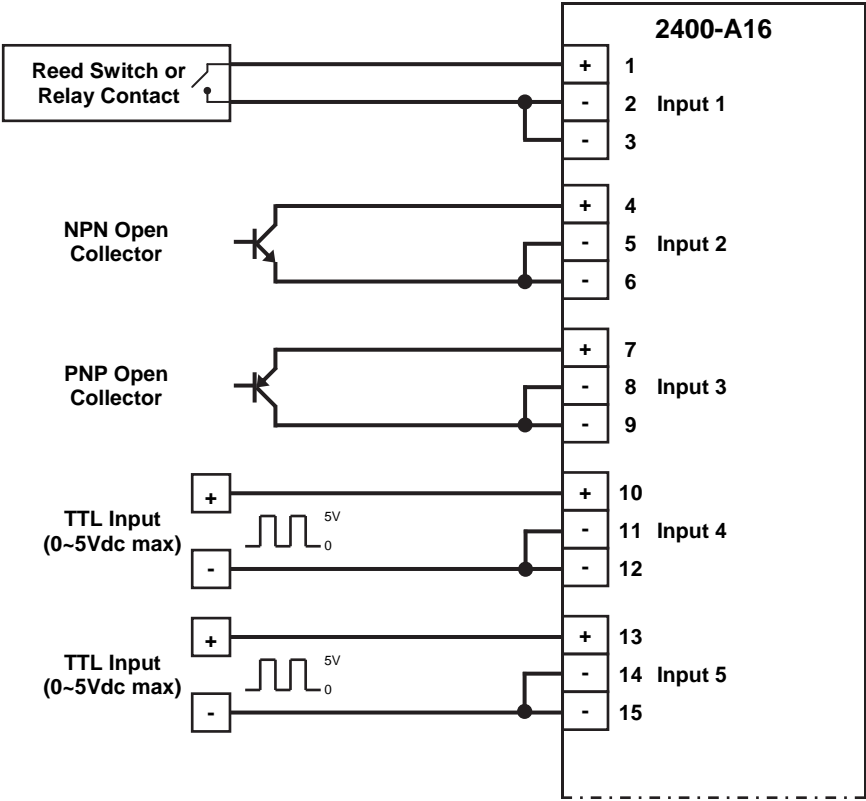 2400-A16
Reed Switch or
Relay Contact
+ 1
- 2 Input 1
- 3
NPN Open
Collector
+ 4
- 5 Input 2
- 6
PNP Open
Collector
+ 7
- 8 Input 3
- 9
TTL Input
(0~5Vdc max)
+
-
5V
0
+ 10
- 11 Input 4
- 12
TTL Input
(0~5Vdc max)
+
-
5V
0
+ 13
- 14 Input 5
- 15